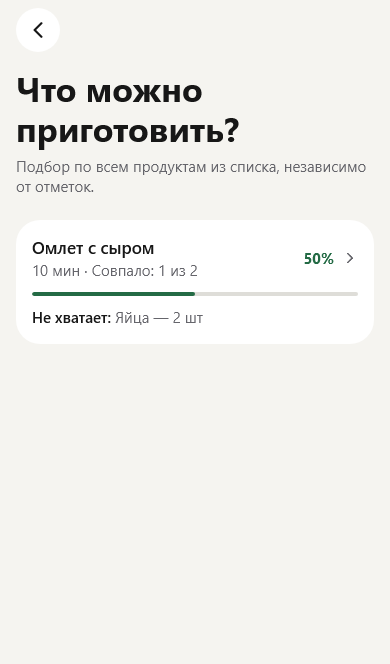 Что можно
приготовить?
Подбор по всем продуктам из списка, независимо
от отметок.
Омлет с сыром
10 мин · Совпало: 1 из 2
50%
Не хватает: Яйца — 2 шт